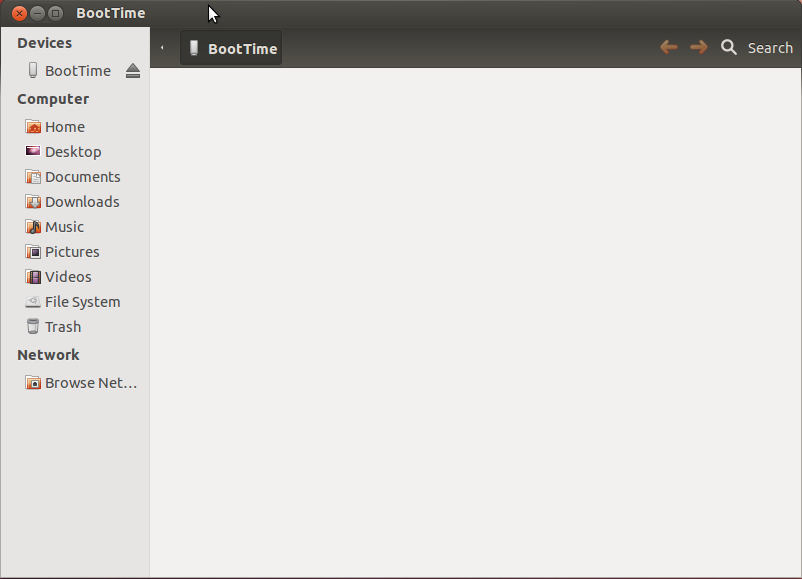 BootTime
Devices
BootTime
Computer
Home
Desktop
Documents
Downloads
Music
Pictures
Videos
File System
Trash
Network
Browse Net…
BootTime
Search